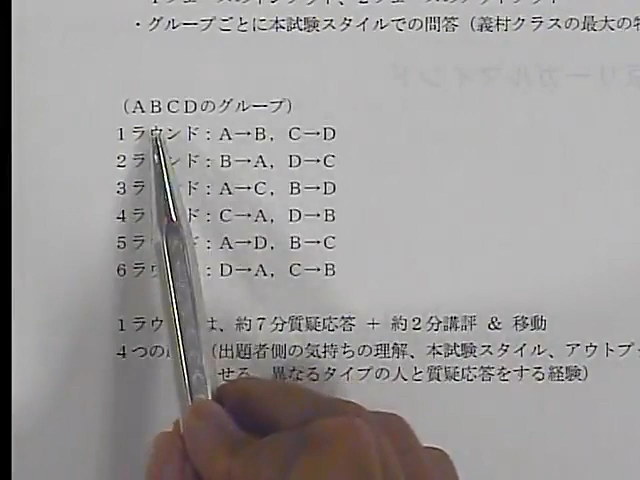 ・グループごとに本試験スタイルでの問答（義村クラスの最大の
（ＡＢＣＤのグループ）
１ラウンド：Ａ→Ｂ，Ｃ→Ｄ
２ラ　ンド：Ｂ→Ａ，Ｄ→Ｃ
３ラ　ンド：Ａ→Ｃ，Ｂ→Ｄ
４ラ　ド：Ｃ→Ａ，Ｄ→Ｂ
５ラ　ド：Ａ→Ｄ，Ｂ→Ｃ
６ラ　ド：Ｄ→Ａ，Ｃ→Ｂ
１ラウ　は、約７分質疑応答 ＋ 約２分講評 ＆ 移動
４つの　（出題者側の気持ちの理解、本試験スタイル、アウトプ
せる、異なるタイプの人と質疑応答をする経験）